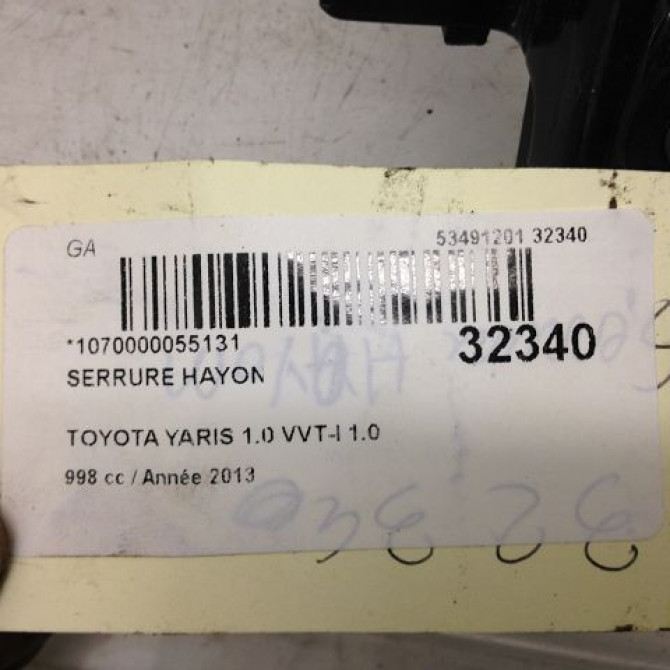 GA
53491201 32340
*1070000055131
32340
SERRURE HAYON
TOYOTA YARIS 1.0 VVT-I 1.0
998 cc / Année 2013